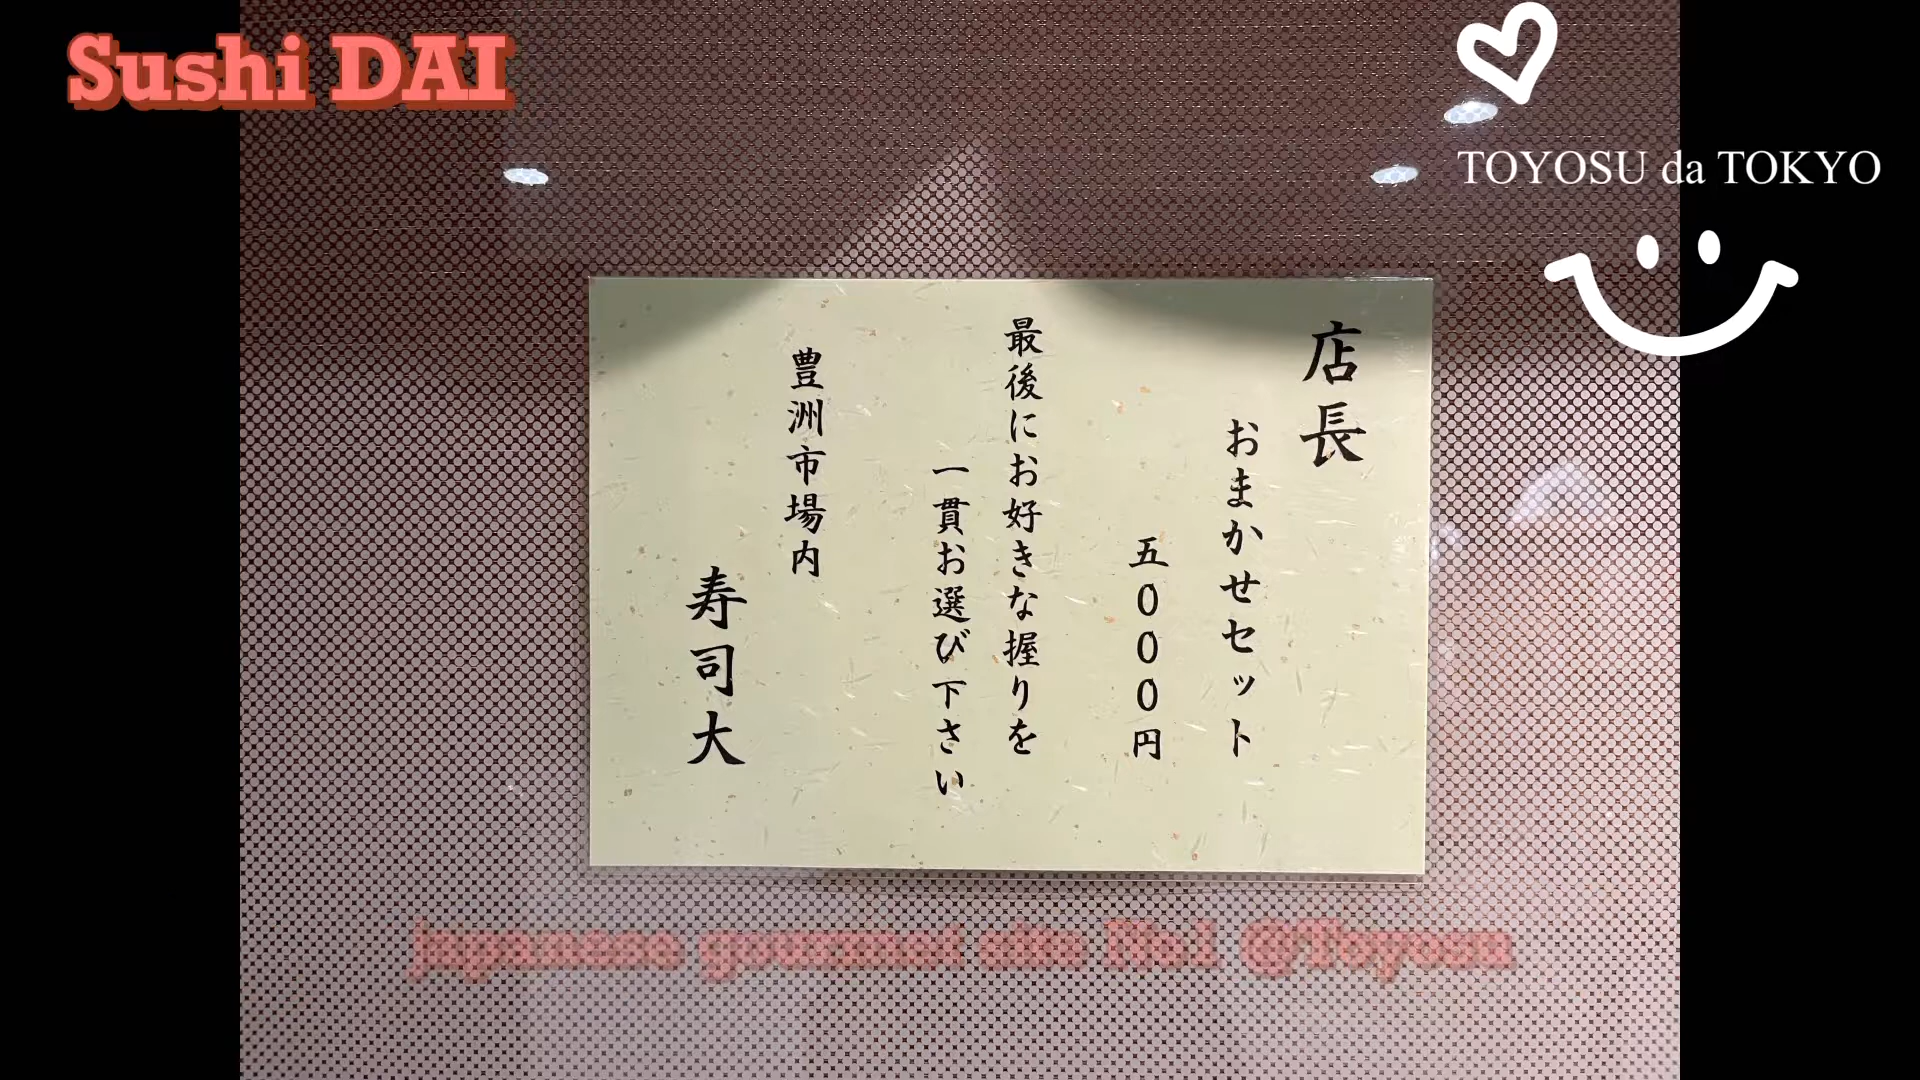 Sushi DAI
TOYOSU da TOKYO
店長
おまかせセット
五000円
最後にお好きな握りを
一貫お選び下さい
豊洲市場内
寿司大
japanese gourmet site No1 @Toyosu